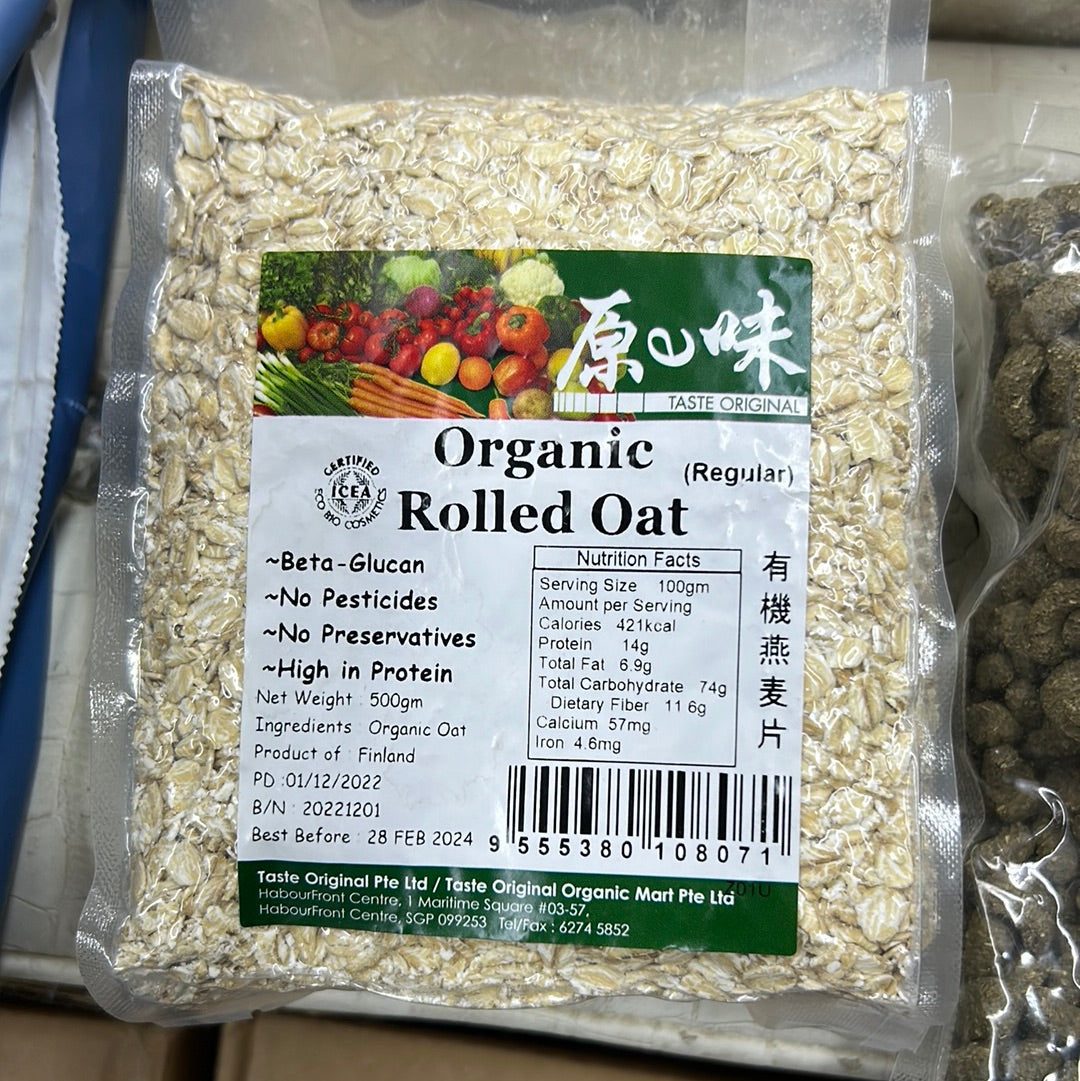 原e味
TASTE ORIGINAL
Organic
(Regular)
Rolled Oat
CERTIFIED
ICEA
ECO BIO COSMETICS
~Beta-Glucan
~No Pesticides
~No Preservatives
~High in Protein
Net Weight : 500gm
Ingredients : Organic Oat
Product of : Finland
PD :01/12/2022
B/N : 20221201
Best Before : 28 FEB 2024
Nutrition Facts
Serving Size 100gm
Amount per Serving
Calories 421kcal
Protein 14g
Total Fat 6.9g
Total Carbohydrate 74g
Dietary Fiber 11 6g
Calcium 57mg
Iron 4.6mg
有機燕麦片
9 555380 108071
Taste Original Pte Ltd / Taste Original Organic Mart Pte Ltd
HabourFront Centre, 1 Maritime Square #03-57,
HabourFront Centre, SGP 099253 Tel/Fax : 6274 5852